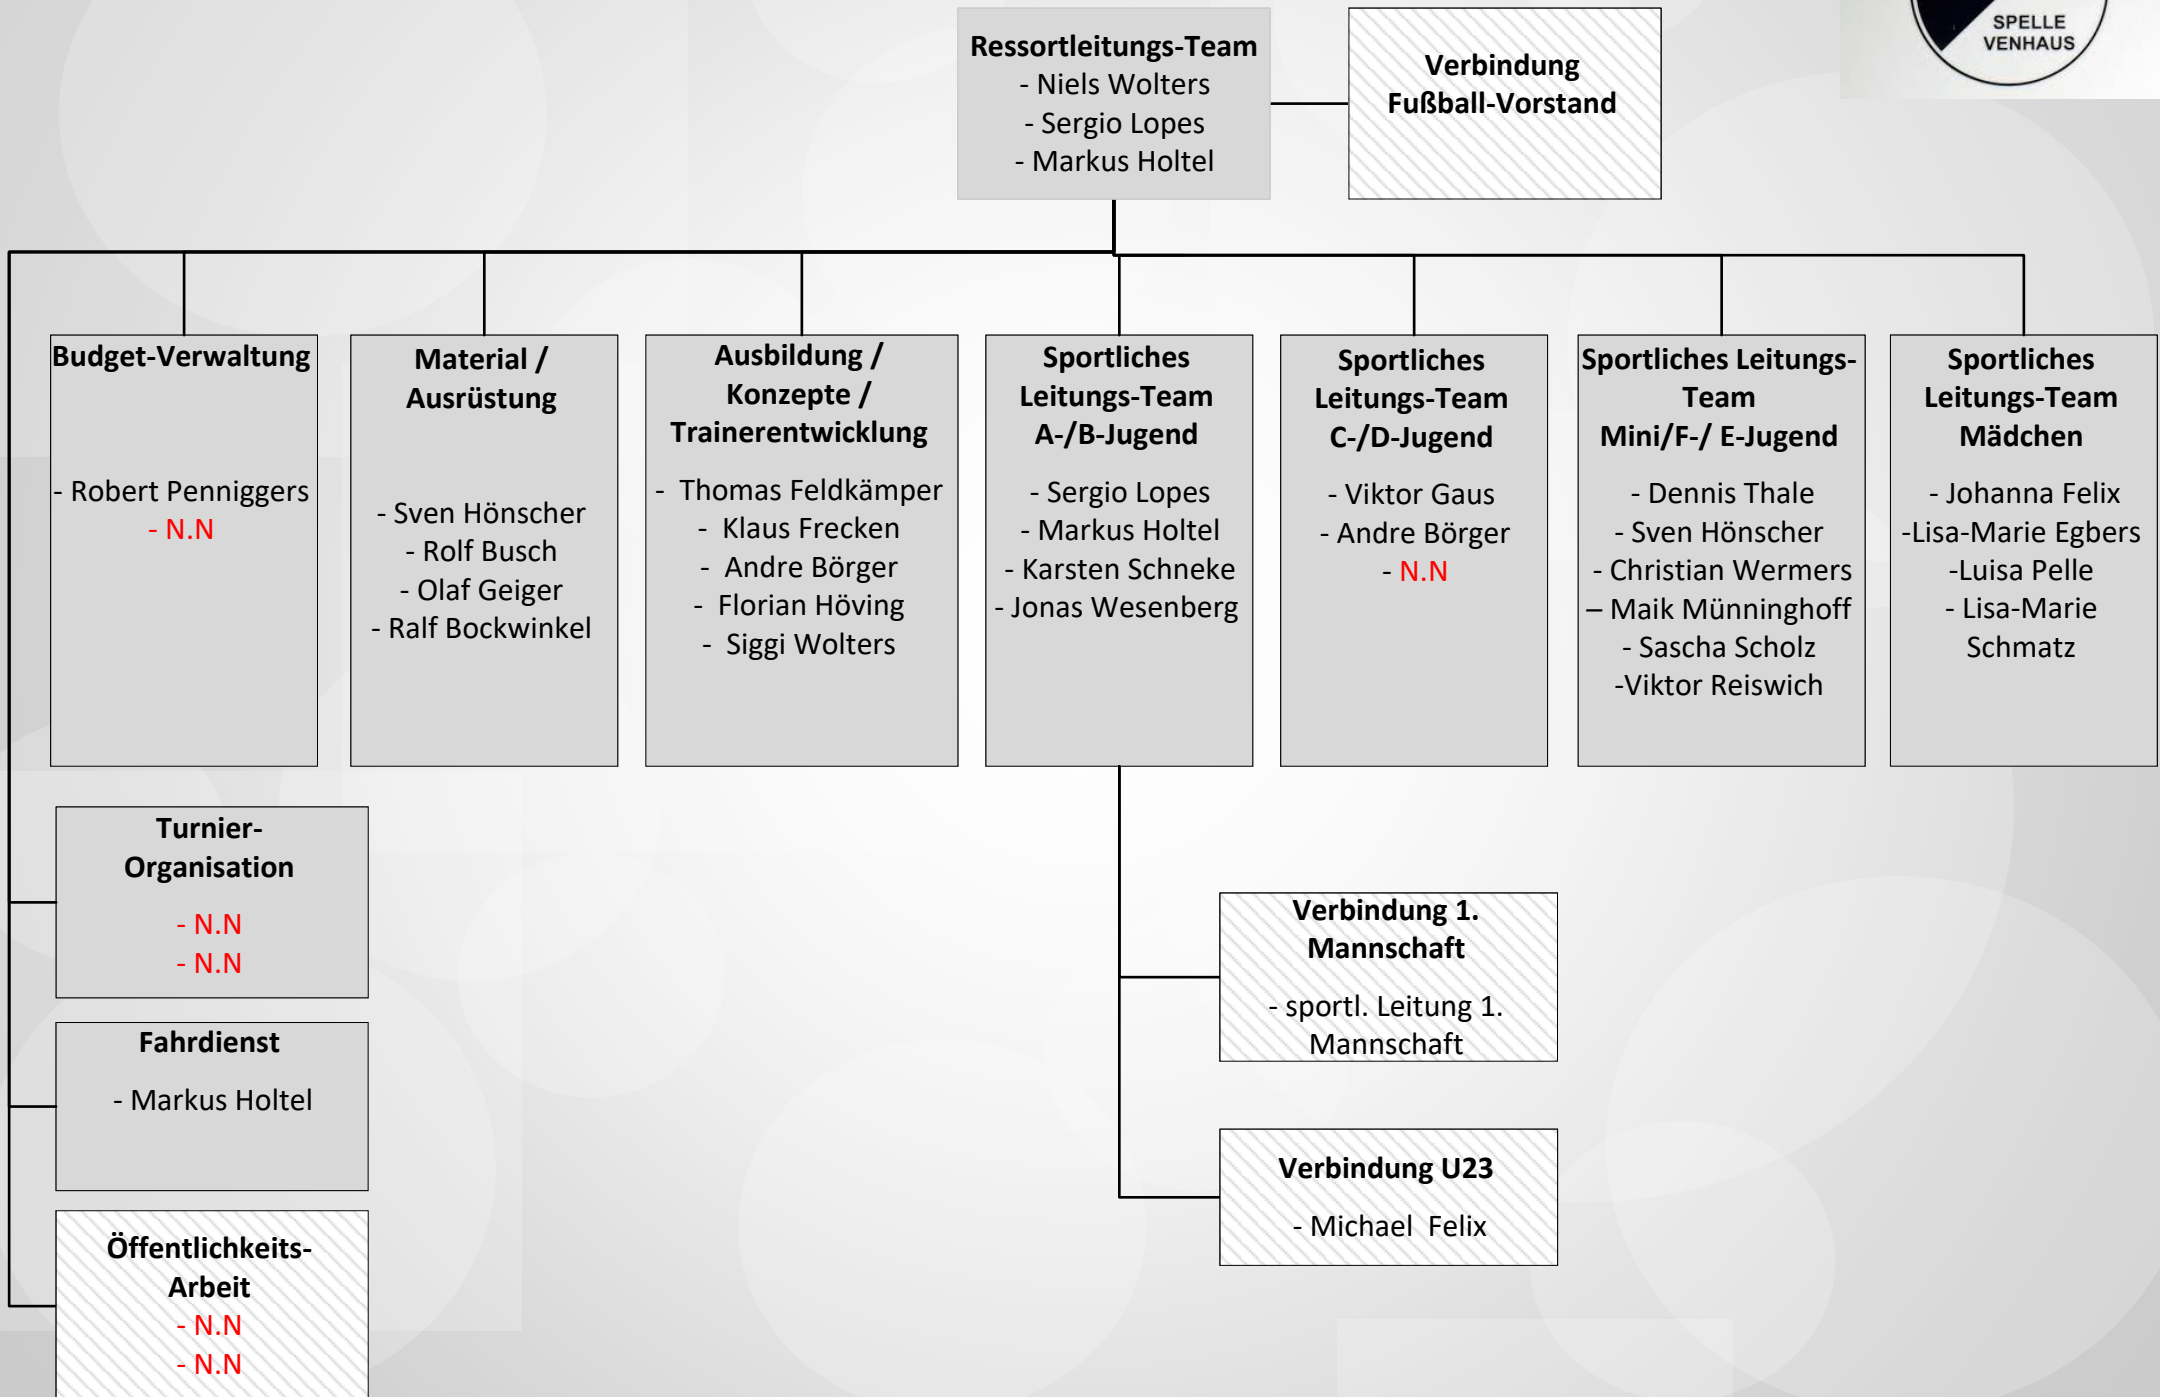 SPELLE
VENHAUS
Ressortleitungs-Team
- Niels Wolters
- Sergio Lopes
- Markus Holtel
Verbindung
Fußball-Vorstand
Budget-Verwaltung
- Robert Penniggers
- N.N
Material /
Ausrüstung
- Sven Hönscher
- Rolf Busch
- Olaf Geiger
- Ralf Bockwinkel
Ausbildung /
Konzepte /
Trainerentwicklung
- Thomas Feldkämper
- Klaus Frecken
- Andre Börger
- Florian Höving
- Siggi Wolters
Sportliches
Leitungs-Team
A-/B-Jugend
- Sergio Lopes
- Markus Holtel
- Karsten Schneke
- Jonas Wesenberg
Sportliches
Leitungs-Team
C-/D-Jugend
- Viktor Gaus
- Andre Börger
- N.N
Sportliches Leitungs-
Team
Mini/F-/ E-Jugend
- Dennis Thale
- Sven Hönscher
- Christian Wermers
– Maik Münninghoff
- Sascha Scholz
-Viktor Reiswich
Sportliches
Leitungs-Team
Mädchen
- Johanna Felix
-Lisa-Marie Egbers
-Luisa Pelle
- Lisa-Marie
Schmatz
Turnier-
Organisation
- N.N
- N.N
Fahrdienst
- Markus Holtel
Öffentlichkeits-
Arbeit
- N.N
- N.N
Verbindung 1.
Mannschaft
- sportl. Leitung 1.
Mannschaft
Verbindung U23
- Michael  Felix